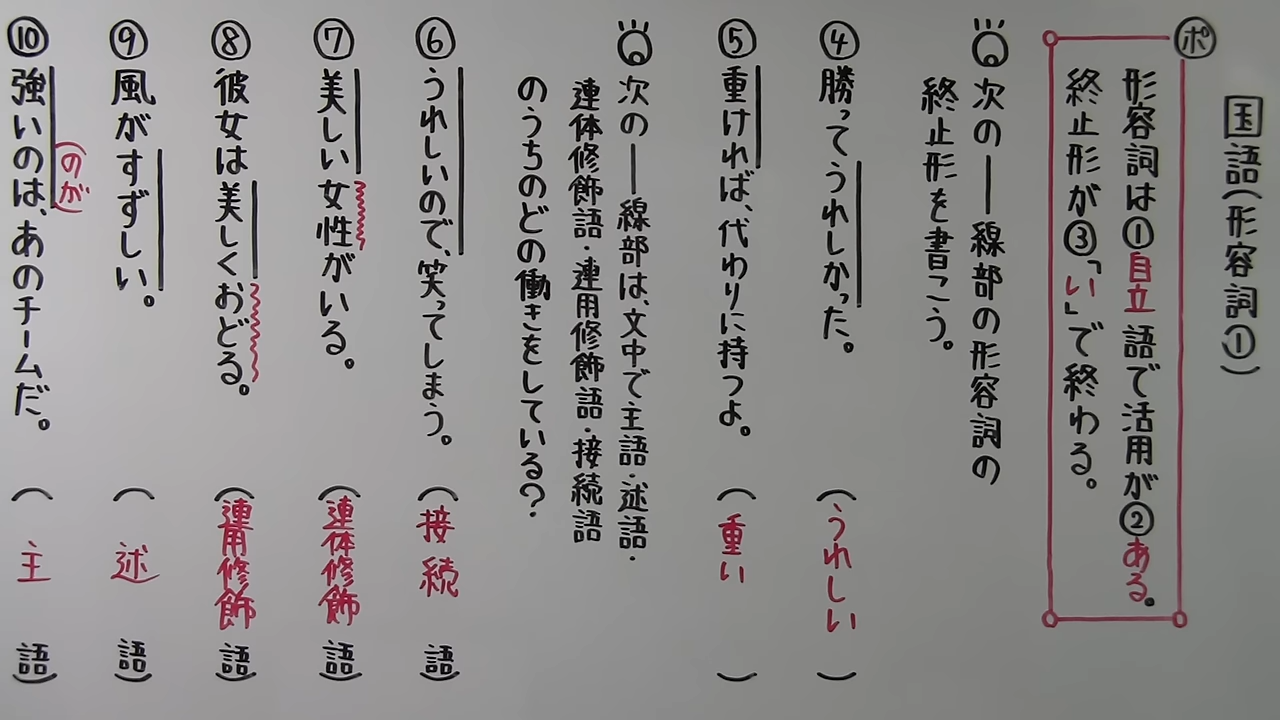 国語(形容詞①)
ポ
形容詞は①自立語で活用が②ある。
終止形が③「い」で終わる。
次の―線部の形容詞の
終止形を書こう。
④勝ってうれしかった。(うれしい)
⑤重ければ、代わりに持つよ。(重い)
次の―線部は、文中で主語・述語・
連体修飾語・連用修飾語・接続語
のうちのどの働きをしている?
⑥うれしいので、笑ってしまう。(接続語)
⑦美しい女性がいる。(連体修飾語)
⑧彼女は美しくおどる。(連用修飾語)
⑨風がすずしい。(述語)
(のが)
⑩強いのは、あのチームだ。(主語)